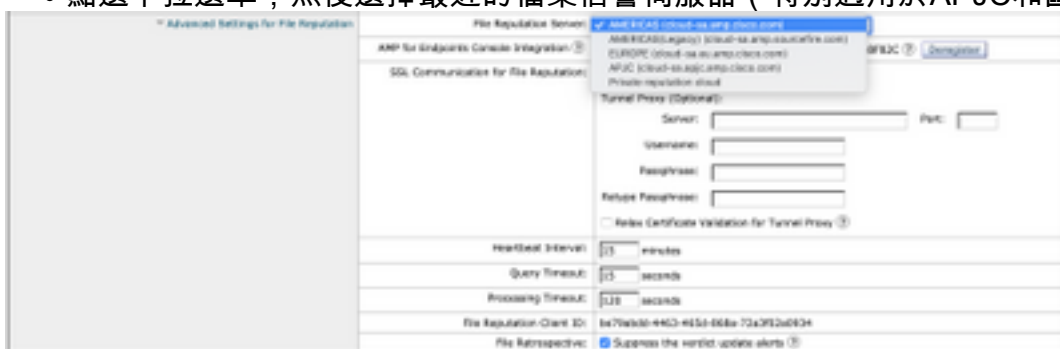 • 點選下拉選單，然後選擇最近的檔案信譽伺服器（特別適用於APJC和
Advanced Settings for File Reputation
File Reputation Server:
AMERICAS (cloud-sa.amp.cisco.com)
AMERICAS(Legacy) (cloud-sa.amp.sourcefire.com)
EUROPE (cloud-sa.eu.amp.cisco.com)
APJC (cloud-sa.apjc.amp.cisco.com)
Private reputation cloud
AMP for Endpoints Console Integration ?
Deregister
SSL Communication for File Reputation:
Tunnel Proxy (Optional):
Server:
Port:
Username:
Passphrase:
Retype Passphrase:
Relax Certificate Validation for Tunnel Proxy ?
Heartbeat Interval: 15 minutes
Query Timeout: 15 seconds
Processing Timeout: 120 seconds
File Reputation Client ID:
File Retrospective: Suppress the verdict update alerts ?